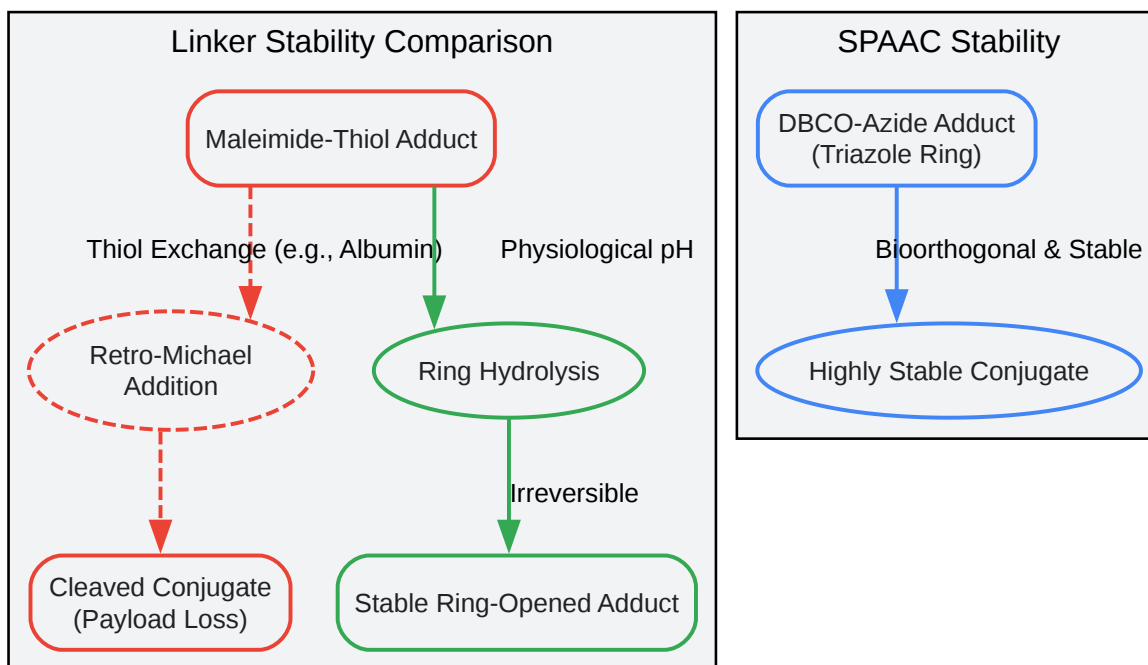 Linker Stability Comparison
Maleimide-Thiol Adduct
Thiol Exchange (e.g., Albumin)
Physiological pH
Retro-Michael
Addition
Ring Hydrolysis
Irreversible
Cleaved Conjugate
(Payload Loss)
Stable Ring-Opened Adduct
SPAAC Stability
DBCO-Azide Adduct
(Triazole Ring)
Bioorthogonal & Stable
Highly Stable Conjugate